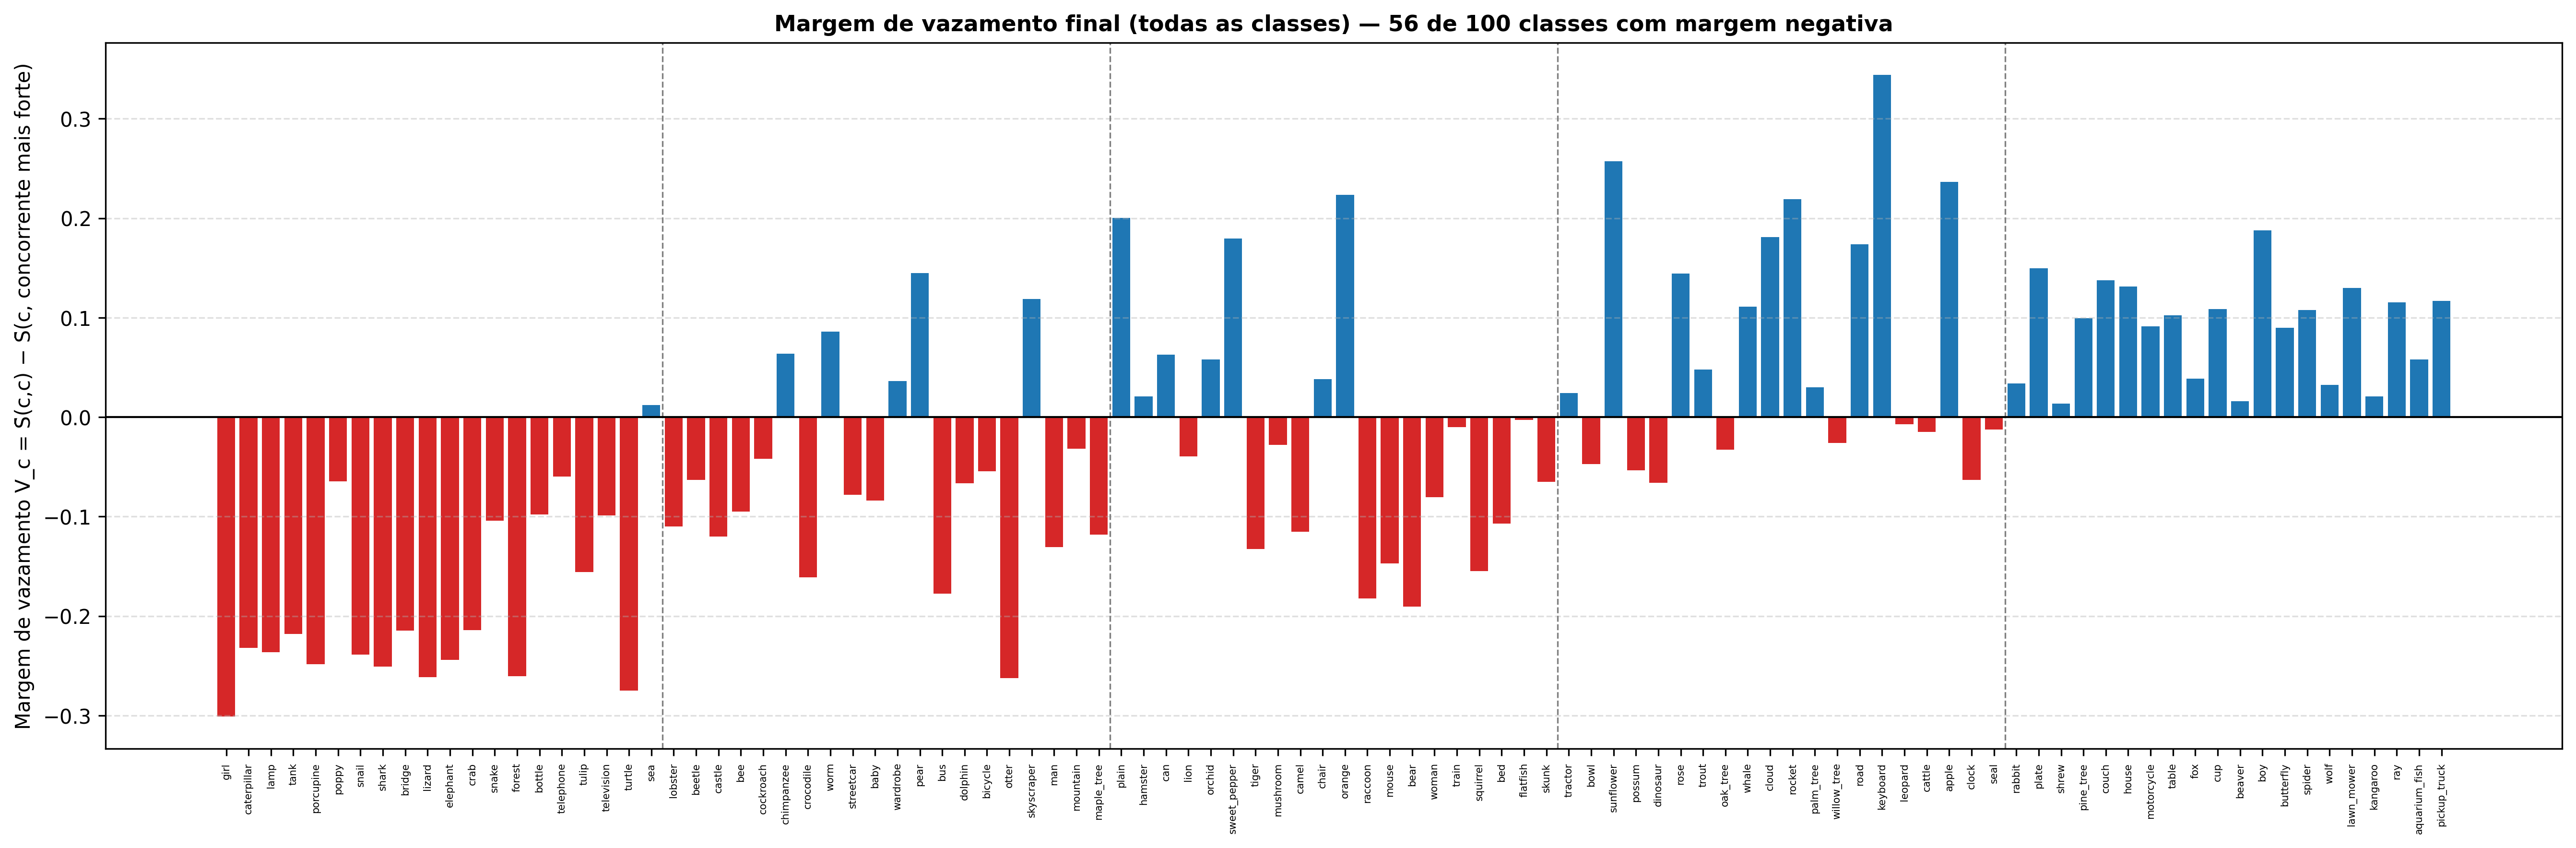 Margem de vazamento final (todas as classes) — 56 de 100 classes com margem negativa
Margem de vazamento V_c = S(c,c) − S(c, concorrente mais forte)
0.3
0.2
0.1
0.0
−0.1
−0.2
−0.3
girl
caterpillar
lamp
tank
porcupine
poppy
snail
shark
bridge
lizard
elephant
crab
snake
forest
bottle
telephone
tulip
television
turtle
sea
lobster
beetle
castle
bee
cockroach
chimpanzee
crocodile
worm
streetcar
baby
wardrobe
pear
bus
dolphin
bicycle
otter
skyscraper
man
mountain
maple_tree
plain
hamster
can
lion
orchid
sweet_pepper
tiger
mushroom
camel
chair
orange
raccoon
mouse
bear
woman
train
squirrel
bed
flatfish
skunk
tractor
bowl
sunflower
possum
dinosaur
rose
trout
oak_tree
whale
cloud
rocket
palm_tree
willow_tree
road
keyboard
leopard
cattle
apple
clock
seal
rabbit
plate
shrew
pine_tree
couch
house
motorcycle
table
fox
cup
beaver
boy
butterfly
spider
wolf
lawn_mower
kangaroo
ray
aquarium_fish
pickup_truck